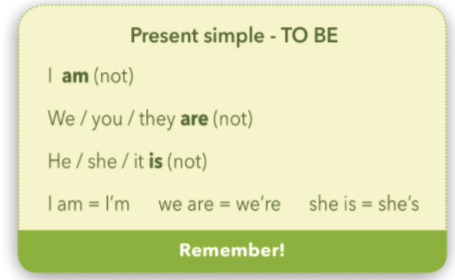 Present simple - TO BE
I am (not)
We / you / they are (not)
He / she / it is (not)
I am = I'm we are = we're she is = she's
Remember!